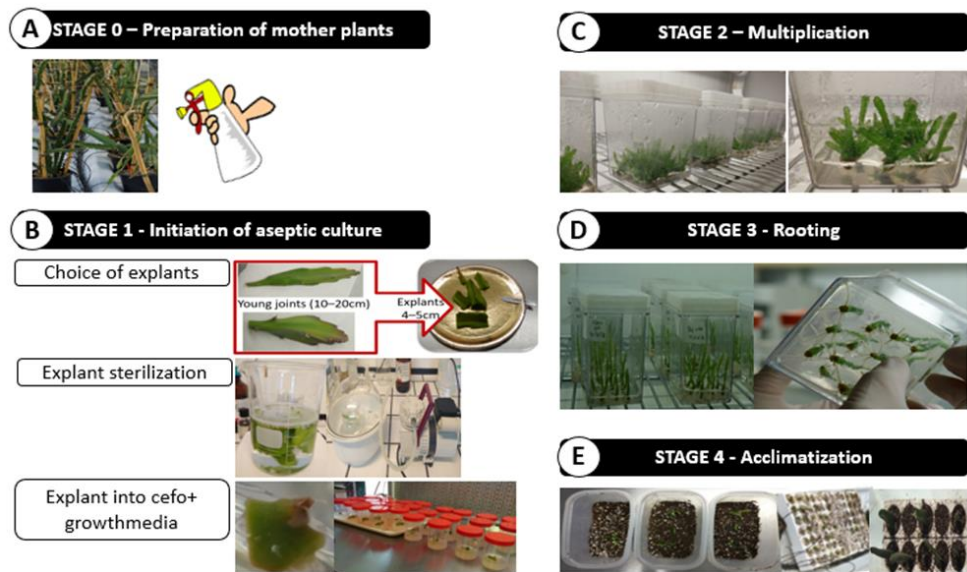 A
STAGE 0 – Preparation of mother plants
B
STAGE 1 - Initiation of aseptic culture
Choice of explants
Young joints (10–20cm)
Explants
4–5cm
Explant sterilization
Explant into cefo+
growthmedia
C
STAGE 2 – Multiplication
D
STAGE 3 - Rooting
E
STAGE 4 - Acclimatization